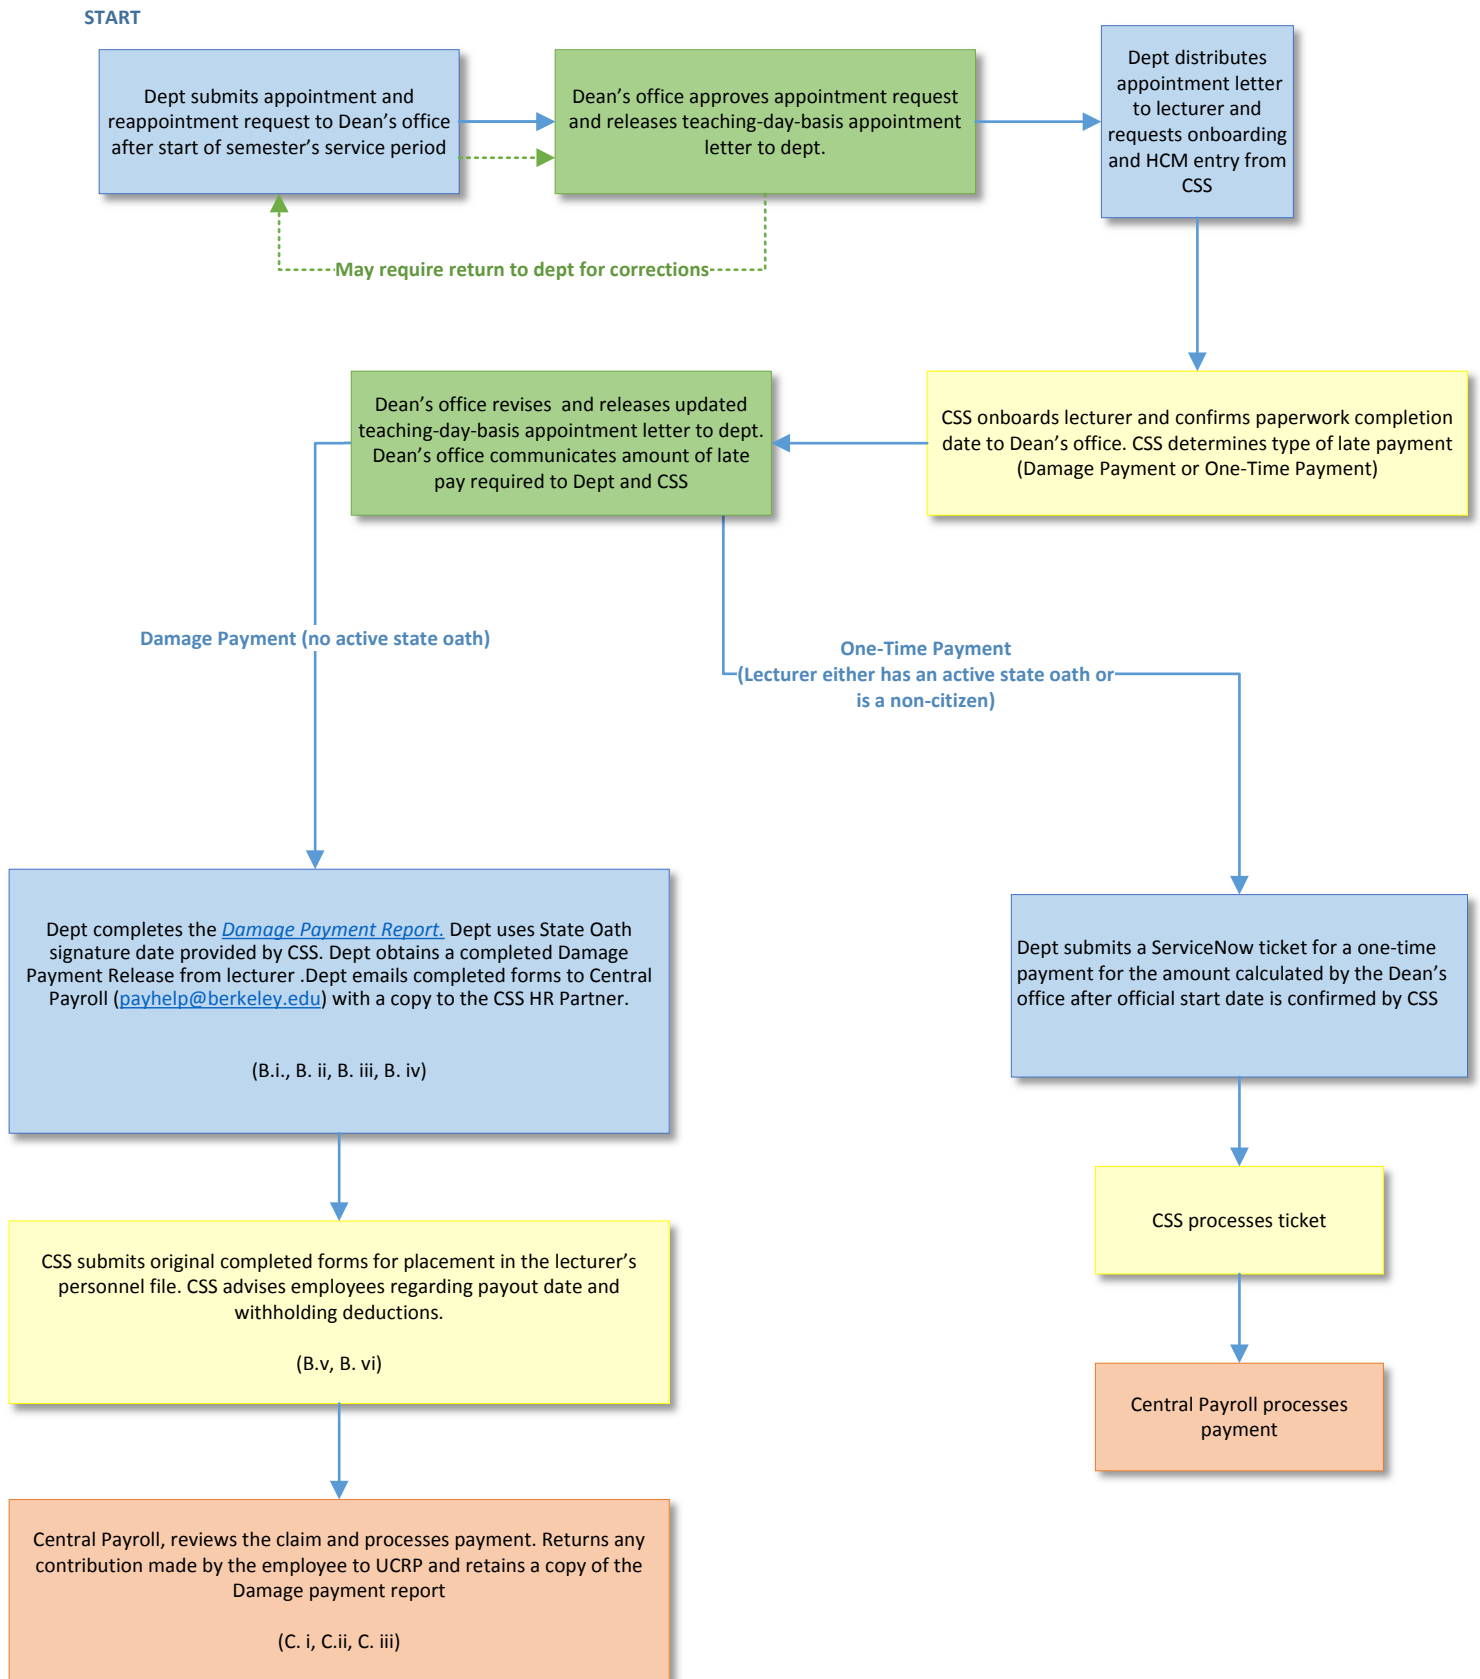 START
Dept submits appointment and
reappointment request to Dean’s office
after start of semester’s service period
Dean’s office approves appointment request
and releases teaching-day-basis appointment
letter to dept.
Dept distributes
appointment letter
to lecturer and
requests onboarding
and HCM entry from
CSS
May require return to dept for corrections
Dean’s office revises  and releases updated
teaching-day-basis appointment letter to dept.
Dean’s office communicates amount of late
pay required to Dept and CSS
CSS onboards lecturer and confirms paperwork completion
date to Dean’s office. CSS determines type of late payment
(Damage Payment or One-Time Payment)
Damage Payment (no active state oath)
One-Time Payment
(Lecturer either has an active state oath or
is a non-citizen)
Dept completes the Damage Payment Report. Dept uses State Oath
signature date provided by CSS. Dept obtains a completed Damage
Payment Release from lecturer .Dept emails completed forms to Central
Payroll (payhelp@berkeley.edu) with a copy to the CSS HR Partner.
(B.i., B. ii, B. iii, B. iv)
Dept submits a ServiceNow ticket for a one-time
payment for the amount calculated by the Dean’s
office after official start date is confirmed by CSS
CSS processes ticket
CSS submits original completed forms for placement in the lecturer’s
personnel file. CSS advises employees regarding payout date and
withholding deductions.
(B.v, B. vi)
Central Payroll processes
payment
Central Payroll, reviews the claim and processes payment. Returns any
contribution made by the employee to UCRP and retains a copy of the
Damage payment report
(C. i, C.ii, C. iii)